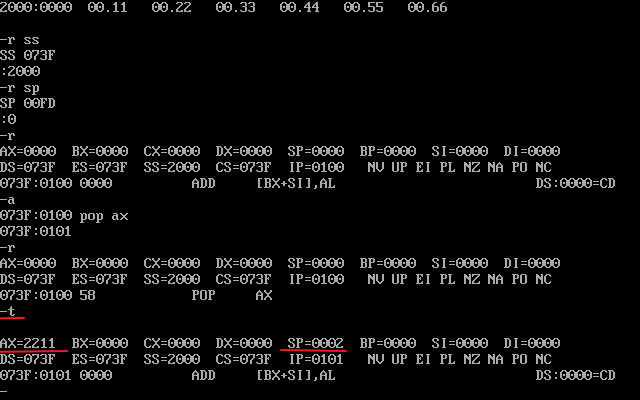 2000:0000  00.11   00.22   00.33   00.44   00.55   00.66
-r ss
SS 073F
:2000
-r sp
SP 00FD
:0
-r
AX=0000  BX=0000  CX=0000  DX=0000  SP=0000  BP=0000  SI=0000  DI=0000
DS=073F  ES=073F  SS=2000  CS=073F  IP=0100   NV UP EI PL NZ NA PO NC
073F:0100 0000          ADD     [BX+SI],AL                         DS:0000=CD
-a
073F:0100 pop ax
073F:0101
-r
AX=0000  BX=0000  CX=0000  DX=0000  SP=0000  BP=0000  SI=0000  DI=0000
DS=073F  ES=073F  SS=2000  CS=073F  IP=0100   NV UP EI PL NZ NA PO NC
073F:0100 58            POP     AX
-t
AX=2211  BX=0000  CX=0000  DX=0000  SP=0002  BP=0000  SI=0000  DI=0000
DS=073F  ES=073F  SS=2000  CS=073F  IP=0101   NV UP EI PL NZ NA PO NC
073F:0101 0000          ADD     [BX+SI],AL                         DS:0000=CD
-